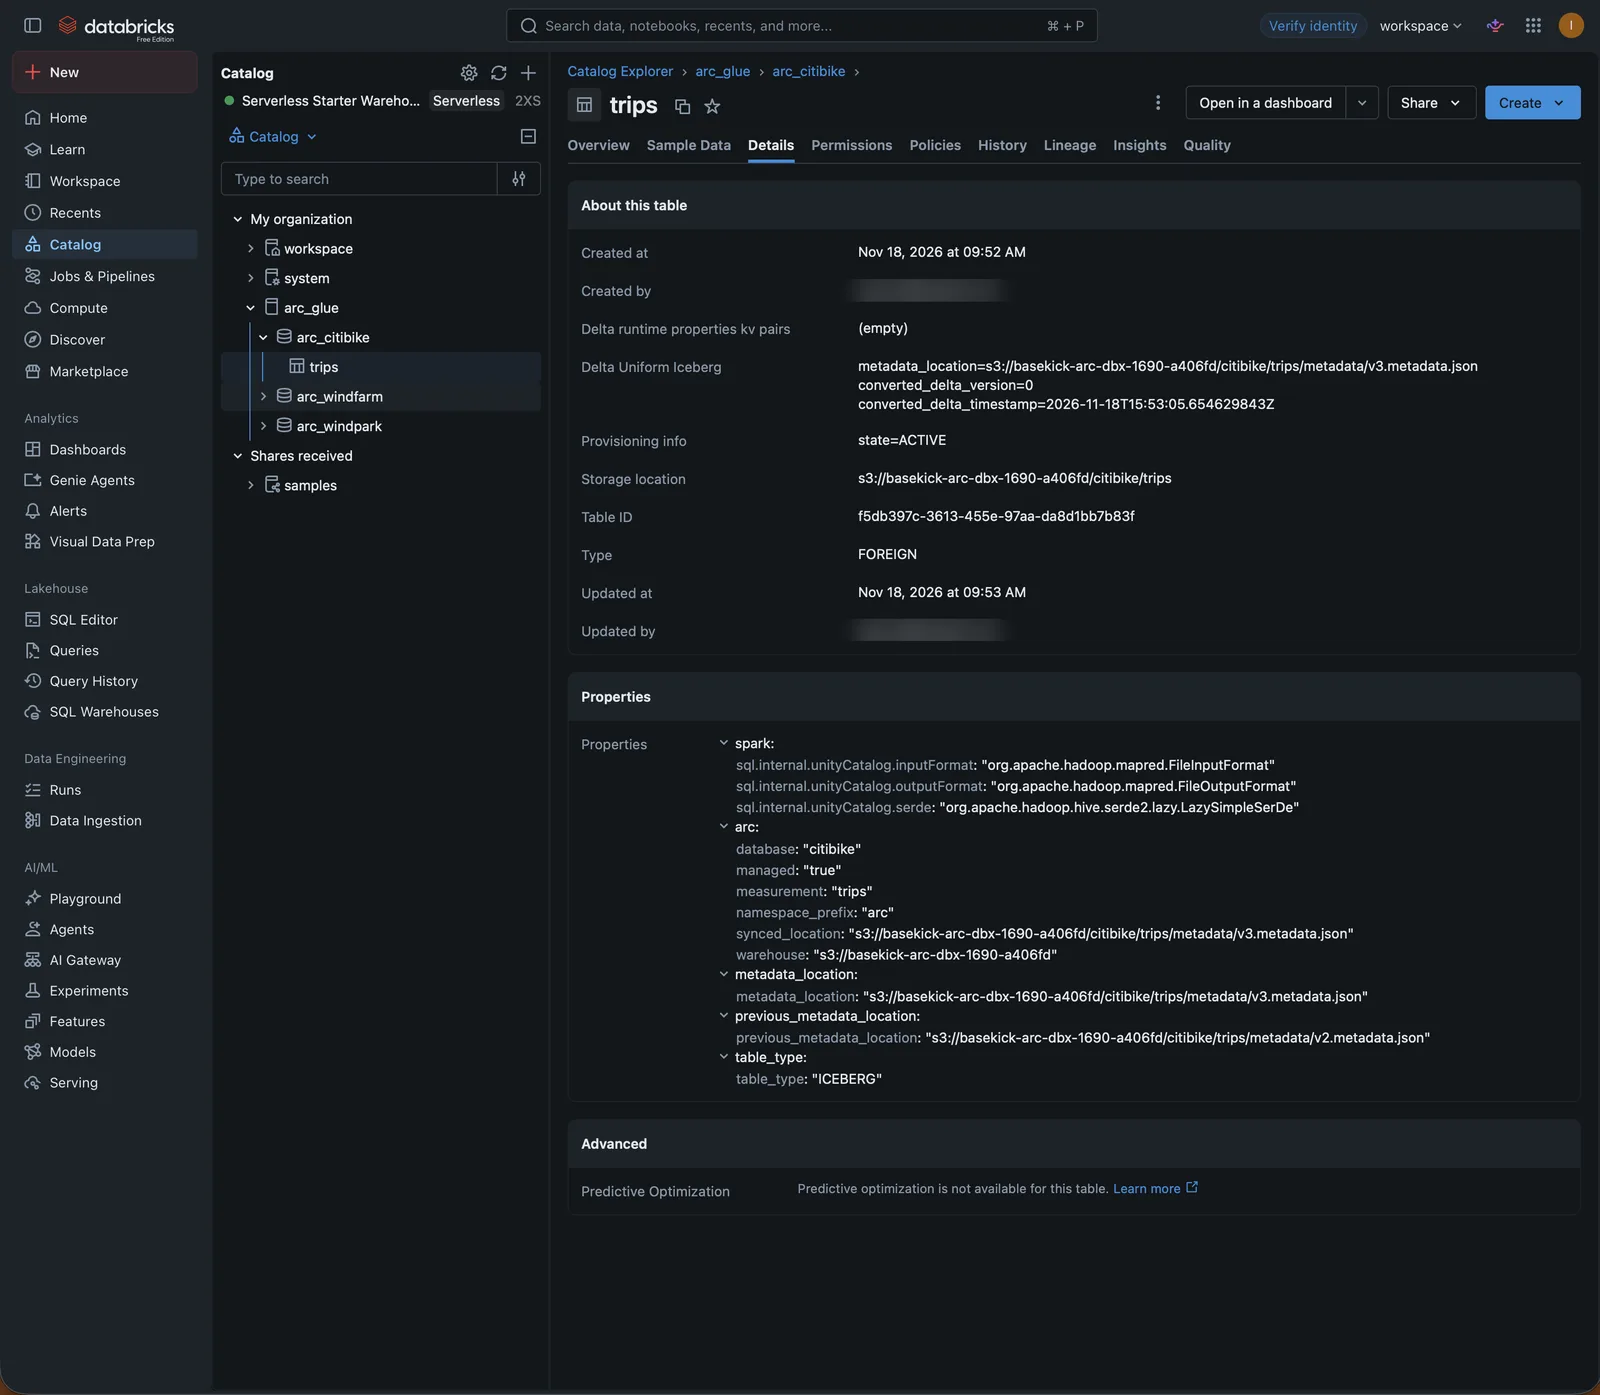 databricks
Free Edition
Search data, notebooks, recents, and more...
⌘ + P
Verify identity
workspace
I
New
Home
Learn
Workspace
Recents
Catalog
Jobs & Pipelines
Compute
Discover
Marketplace
Analytics
Dashboards
Genie Agents
Alerts
Visual Data Prep
Lakehouse
SQL Editor
Queries
Query History
SQL Warehouses
Data Engineering
Runs
Data Ingestion
AI/ML
Playground
Agents
AI Gateway
Experiments
Features
Models
Serving
Catalog
Serverless Starter Wareho... Serverless 2XS
Catalog
Type to search
My organization
workspace
system
arc_glue
arc_citibike
trips
arc_windfarm
arc_windpark
Shares received
samples
Catalog Explorer › arc_glue › arc_citibike ›
trips
Open in a dashboard
Share
Create
Overview Sample Data Details Permissions Policies History Lineage Insights Quality
About this table
Created at Nov 18, 2026 at 09:52 AM
Created by
Delta runtime properties kv pairs (empty)
Delta Uniform Iceberg metadata_location=s3://basekick-arc-dbx-1690-a406fd/citibike/trips/metadata/v3.metadata.json
converted_delta_version=0
converted_delta_timestamp=2026-11-18T15:53:05.654629843Z
Provisioning info state=ACTIVE
Storage location s3://basekick-arc-dbx-1690-a406fd/citibike/trips
Table ID f5db397c-3613-455e-97aa-da8d1bb7b83f
Type FOREIGN
Updated at Nov 18, 2026 at 09:53 AM
Updated by
Properties
Properties
spark:
sql.internal.unityCatalog.inputFormat: "org.apache.hadoop.mapred.FileInputFormat"
sql.internal.unityCatalog.outputFormat: "org.apache.hadoop.mapred.FileOutputFormat"
sql.internal.unityCatalog.serde: "org.apache.hadoop.hive.serde2.lazy.LazySimpleSerDe"
arc:
database: "citibike"
managed: "true"
measurement: "trips"
namespace_prefix: "arc"
synced_location: "s3://basekick-arc-dbx-1690-a406fd/citibike/trips/metadata/v3.metadata.json"
warehouse: "s3://basekick-arc-dbx-1690-a406fd"
metadata_location:
metadata_location: "s3://basekick-arc-dbx-1690-a406fd/citibike/trips/metadata/v3.metadata.json"
previous_metadata_location:
previous_metadata_location: "s3://basekick-arc-dbx-1690-a406fd/citibike/trips/metadata/v2.metadata.json"
table_type:
table_type: "ICEBERG"
Advanced
Predictive Optimization Predictive optimization is not available for this table. Learn more